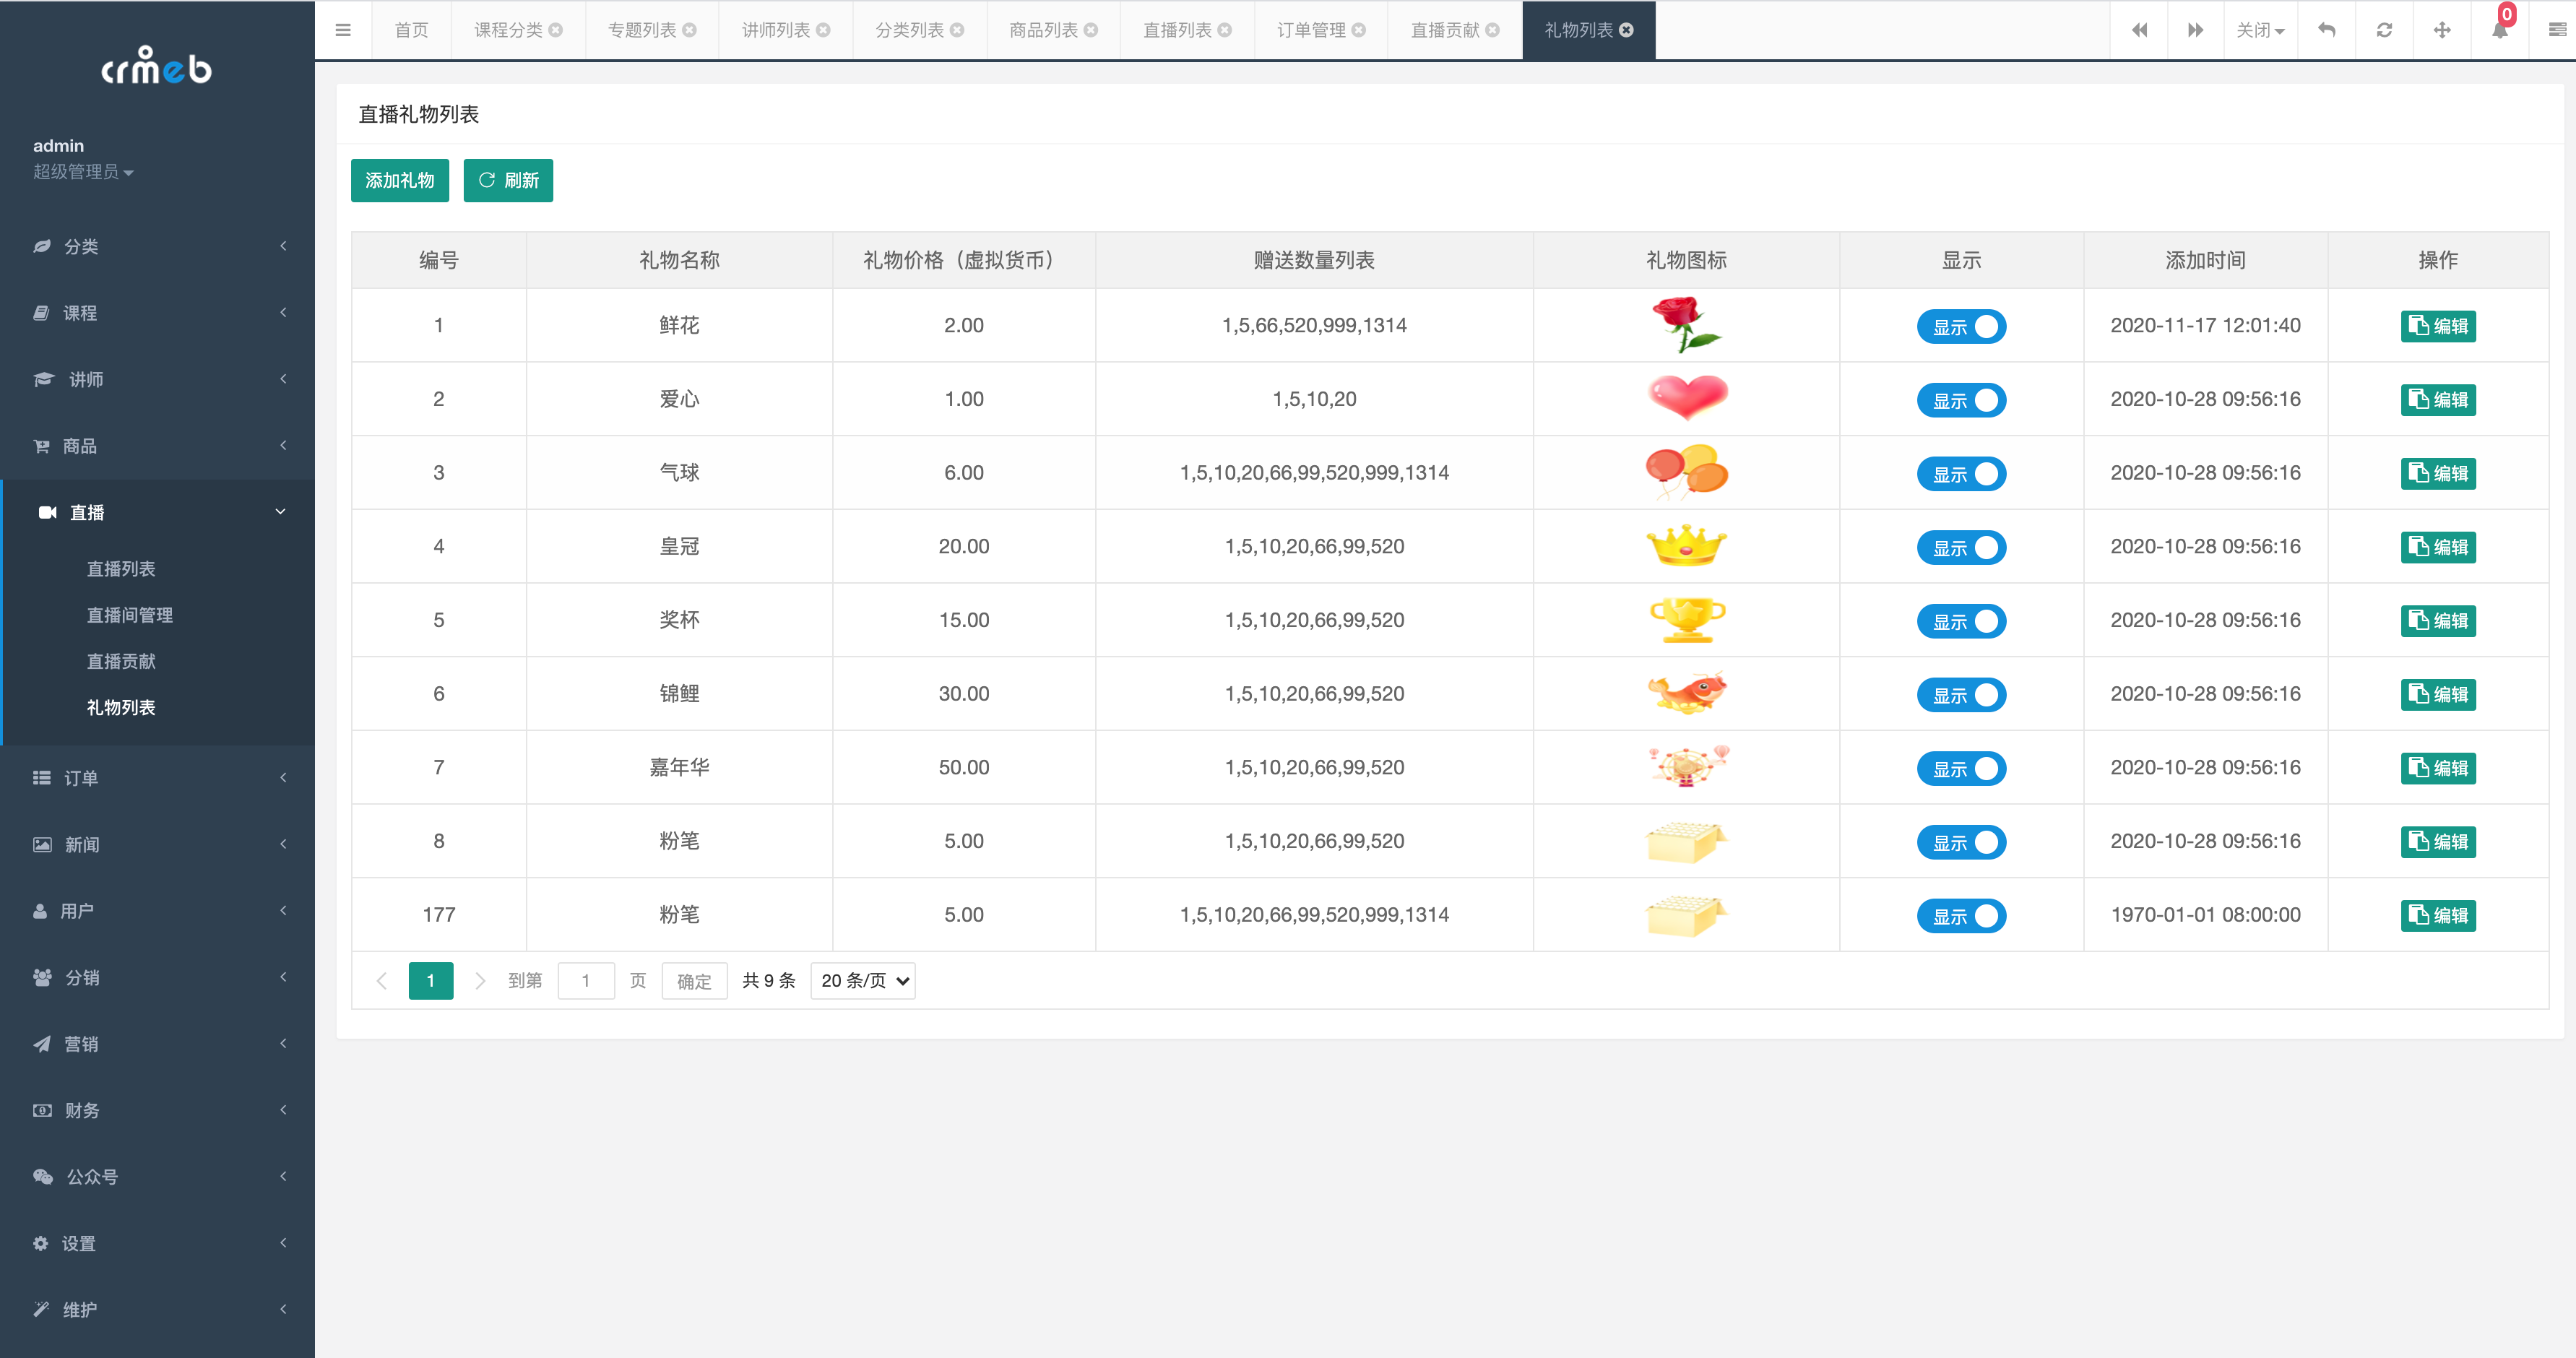 crmeb
admin
超级管理员
分类
课程
讲师
商品
直播
直播列表
直播间管理
直播贡献
礼物列表
订单
新闻
用户
分销
营销
财务
公众号
设置
维护
首页 课程分类 专题列表 讲师列表 分类列表 商品列表 直播列表 订单管理 直播贡献 礼物列表 关闭 0
直播礼物列表
添加礼物 刷新
编号 礼物名称 礼物价格（虚拟货币） 赠送数量列表 礼物图标 显示 添加时间 操作
1 鲜花 2.00 1,5,66,520,999,1314 显示 2020-11-17 12:01:40 编辑
2 爱心 1.00 1,5,10,20 显示 2020-10-28 09:56:16 编辑
3 气球 6.00 1,5,10,20,66,99,520,999,1314 显示 2020-10-28 09:56:16 编辑
4 皇冠 20.00 1,5,10,20,66,99,520 显示 2020-10-28 09:56:16 编辑
5 奖杯 15.00 1,5,10,20,66,99,520 显示 2020-10-28 09:56:16 编辑
6 锦鲤 30.00 1,5,10,20,66,99,520 显示 2020-10-28 09:56:16 编辑
7 嘉年华 50.00 1,5,10,20,66,99,520 显示 2020-10-28 09:56:16 编辑
8 粉笔 5.00 1,5,10,20,66,99,520 显示 2020-10-28 09:56:16 编辑
177 粉笔 5.00 1,5,10,20,66,99,520,999,1314 显示 1970-01-01 08:00:00 编辑
1 到第 1 页 确定 共 9 条 20 条/页